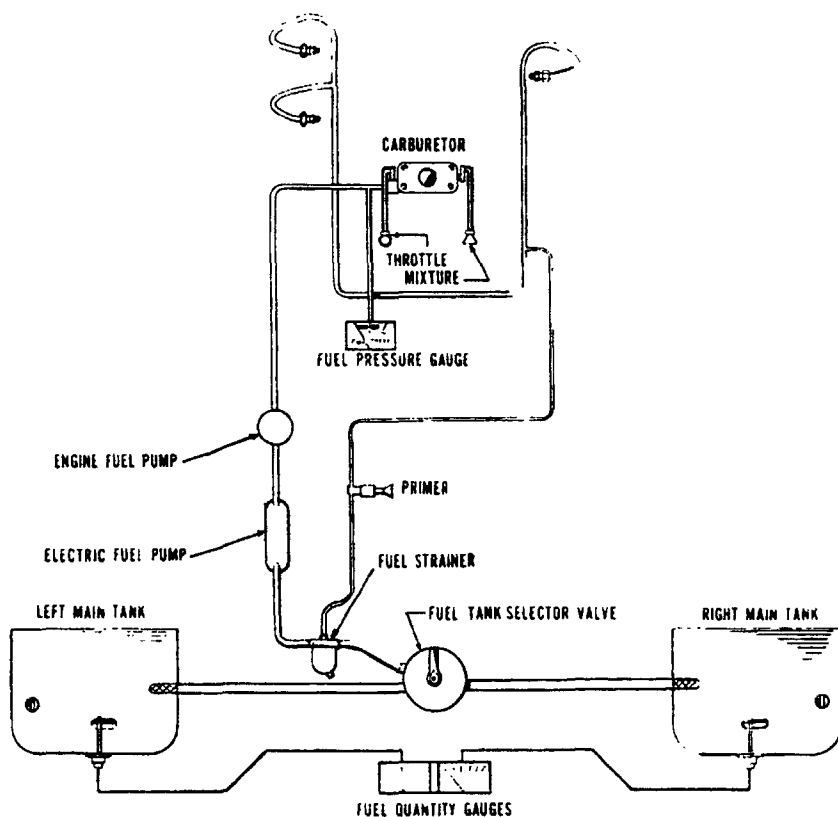 CARBURETOR
THROTTLE
MIXTURE
FUEL PRESSURE GAUGE
ENGINE FUEL PUMP
PRIMER
ELECTRIC FUEL PUMP
FUEL STRAINER
LEFT MAIN TANK
FUEL TANK SELECTOR VALVE
RIGHT MAIN TANK
FUEL QUANTITY GAUGES